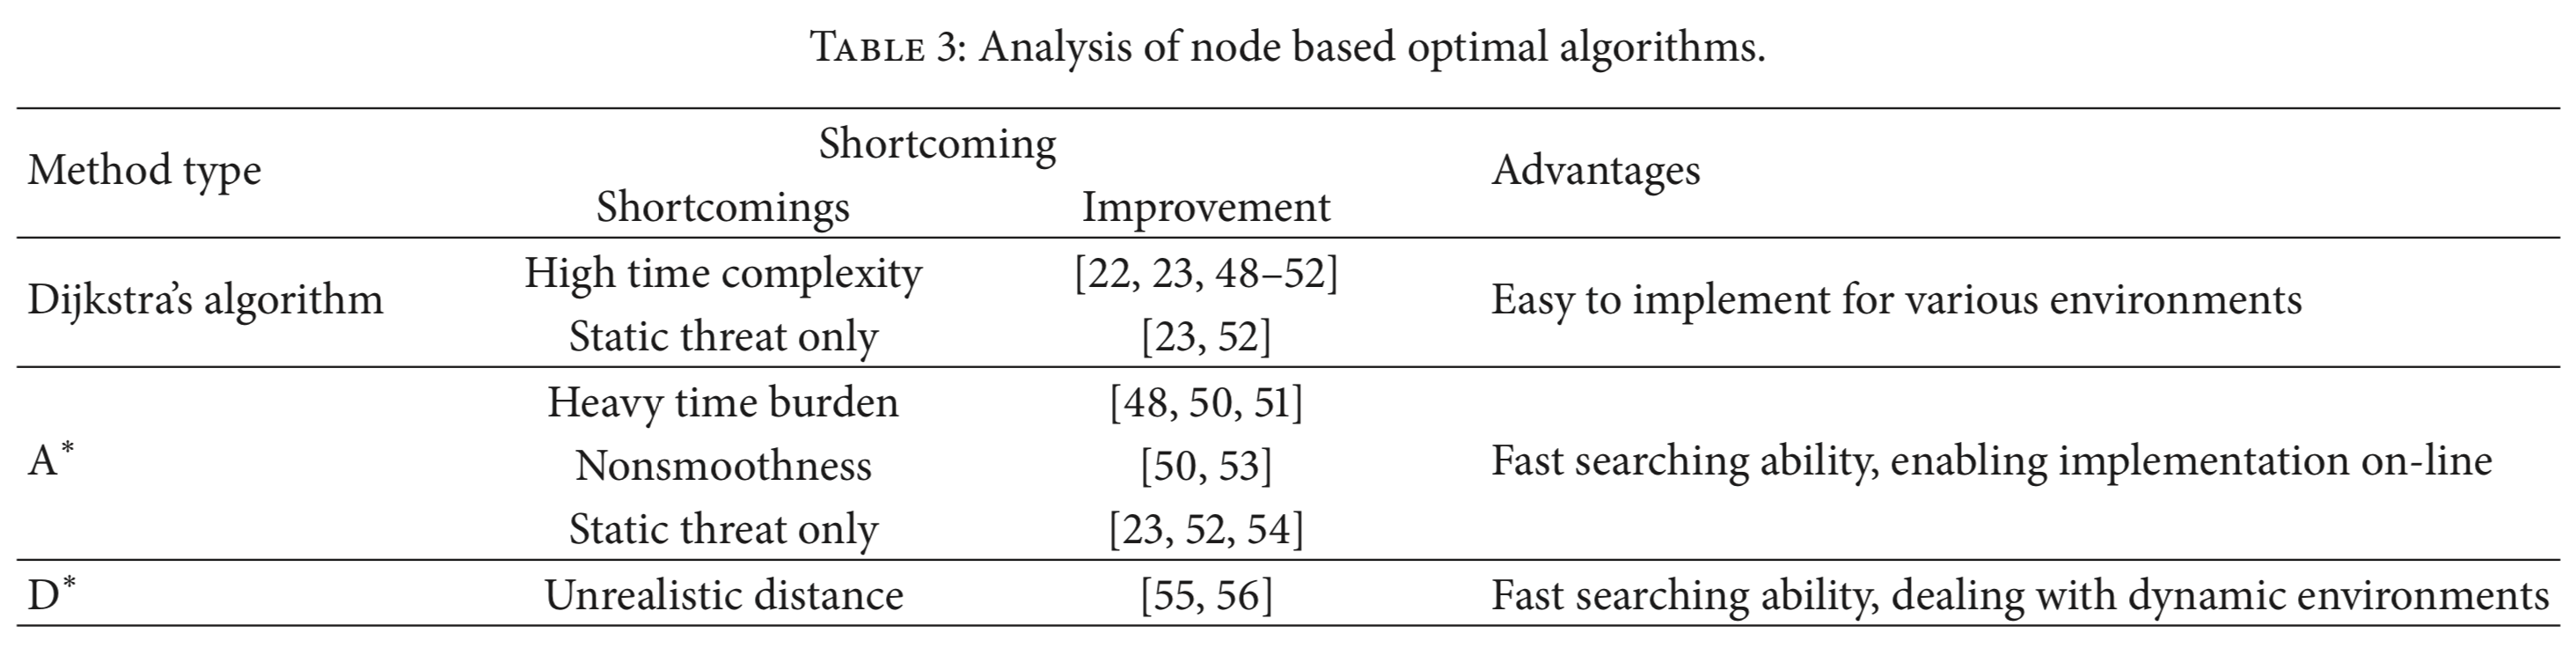 TABLE 3: Analysis of node based optimal algorithms.
Method type
Shortcoming
Shortcomings Improvement
Advantages
Dijkstra’s algorithm
High time complexity [22, 23, 48–52]
Static threat only [23, 52]
Easy to implement for various environments
A*
Heavy time burden [48, 50, 51]
Nonsmoothness [50, 53]
Static threat only [23, 52, 54]
Fast searching ability, enabling implementation on-line
D* Unrealistic distance [55, 56] Fast searching ability, dealing with dynamic environments